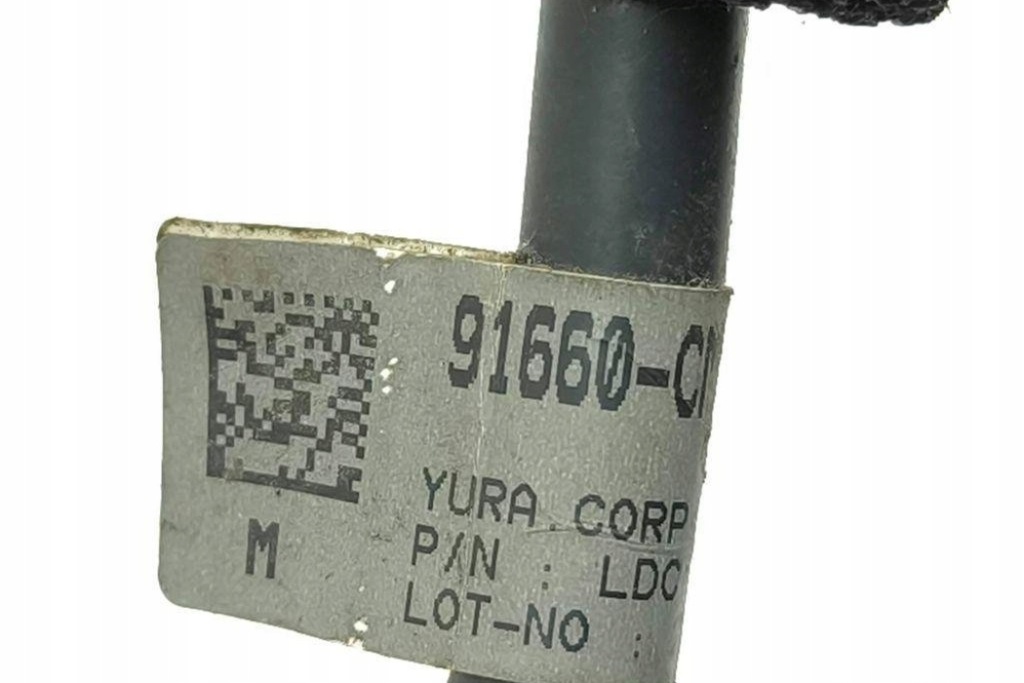 91660-C
YURA CORP
P/N : LDC
LOT-NO :
M